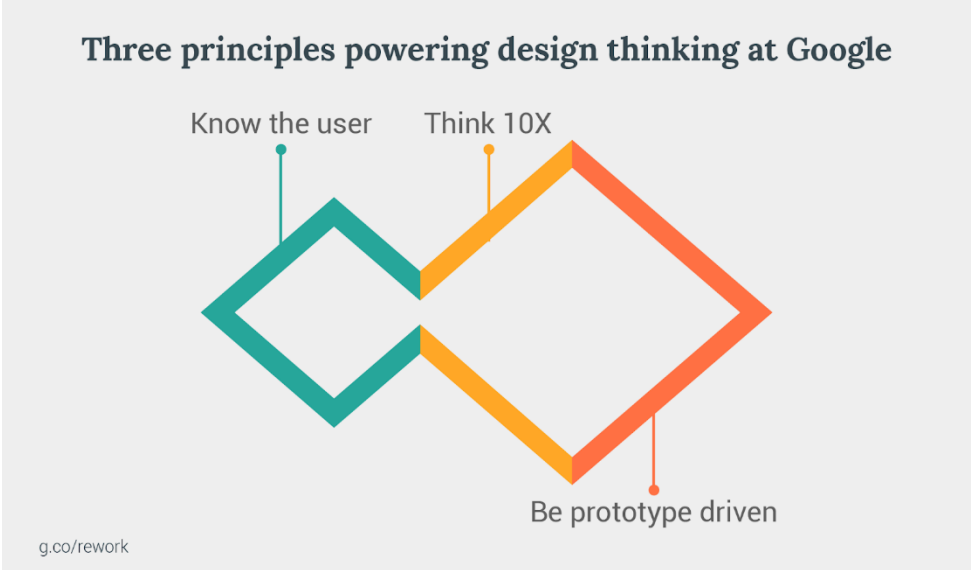 Three principles powering design thinking at Google
Know the user
Think 10X
Be prototype driven
g.co/rework